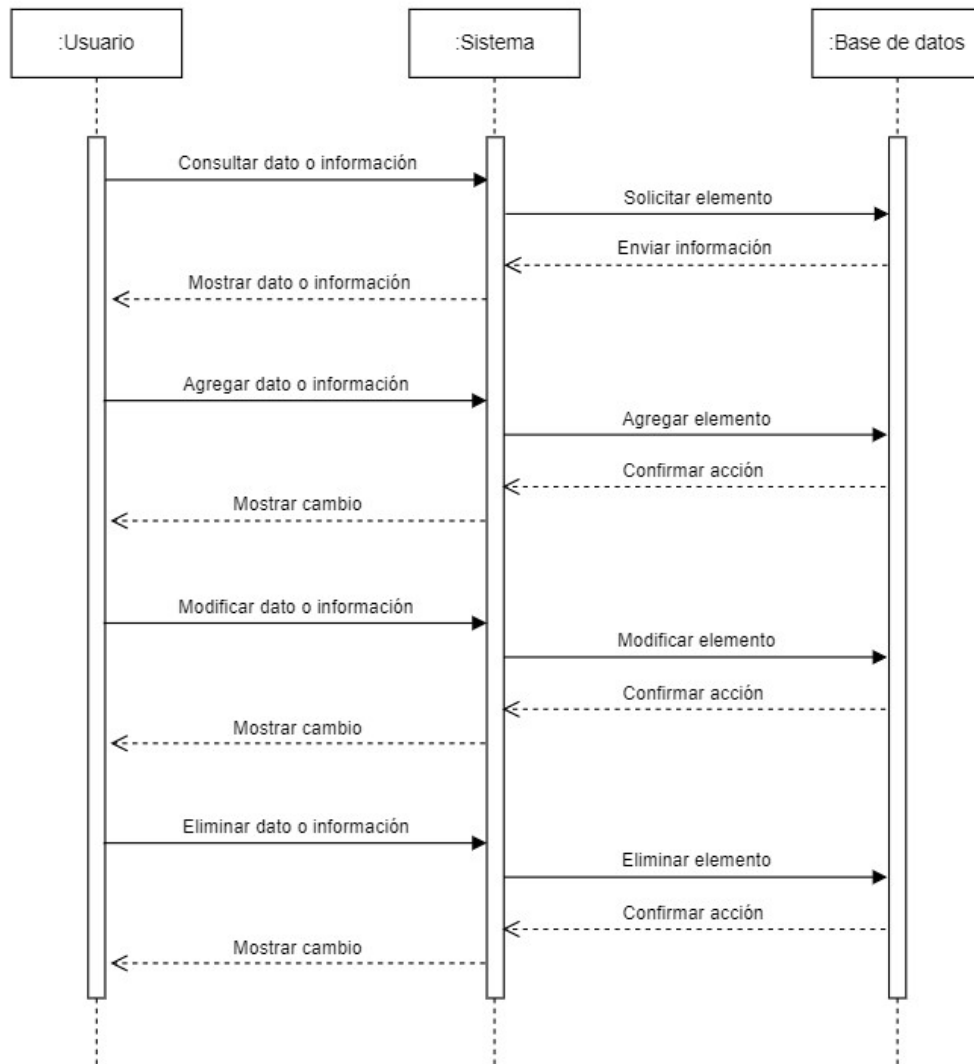 :Usuario
:Sistema
:Base de datos
Consultar dato o información
Solicitar elemento
Enviar información
Mostrar dato o información
Agregar dato o información
Agregar elemento
Confirmar acción
Mostrar cambio
Modificar dato o información
Modificar elemento
Confirmar acción
Mostrar cambio
Eliminar dato o información
Eliminar elemento
Confirmar acción
Mostrar cambio